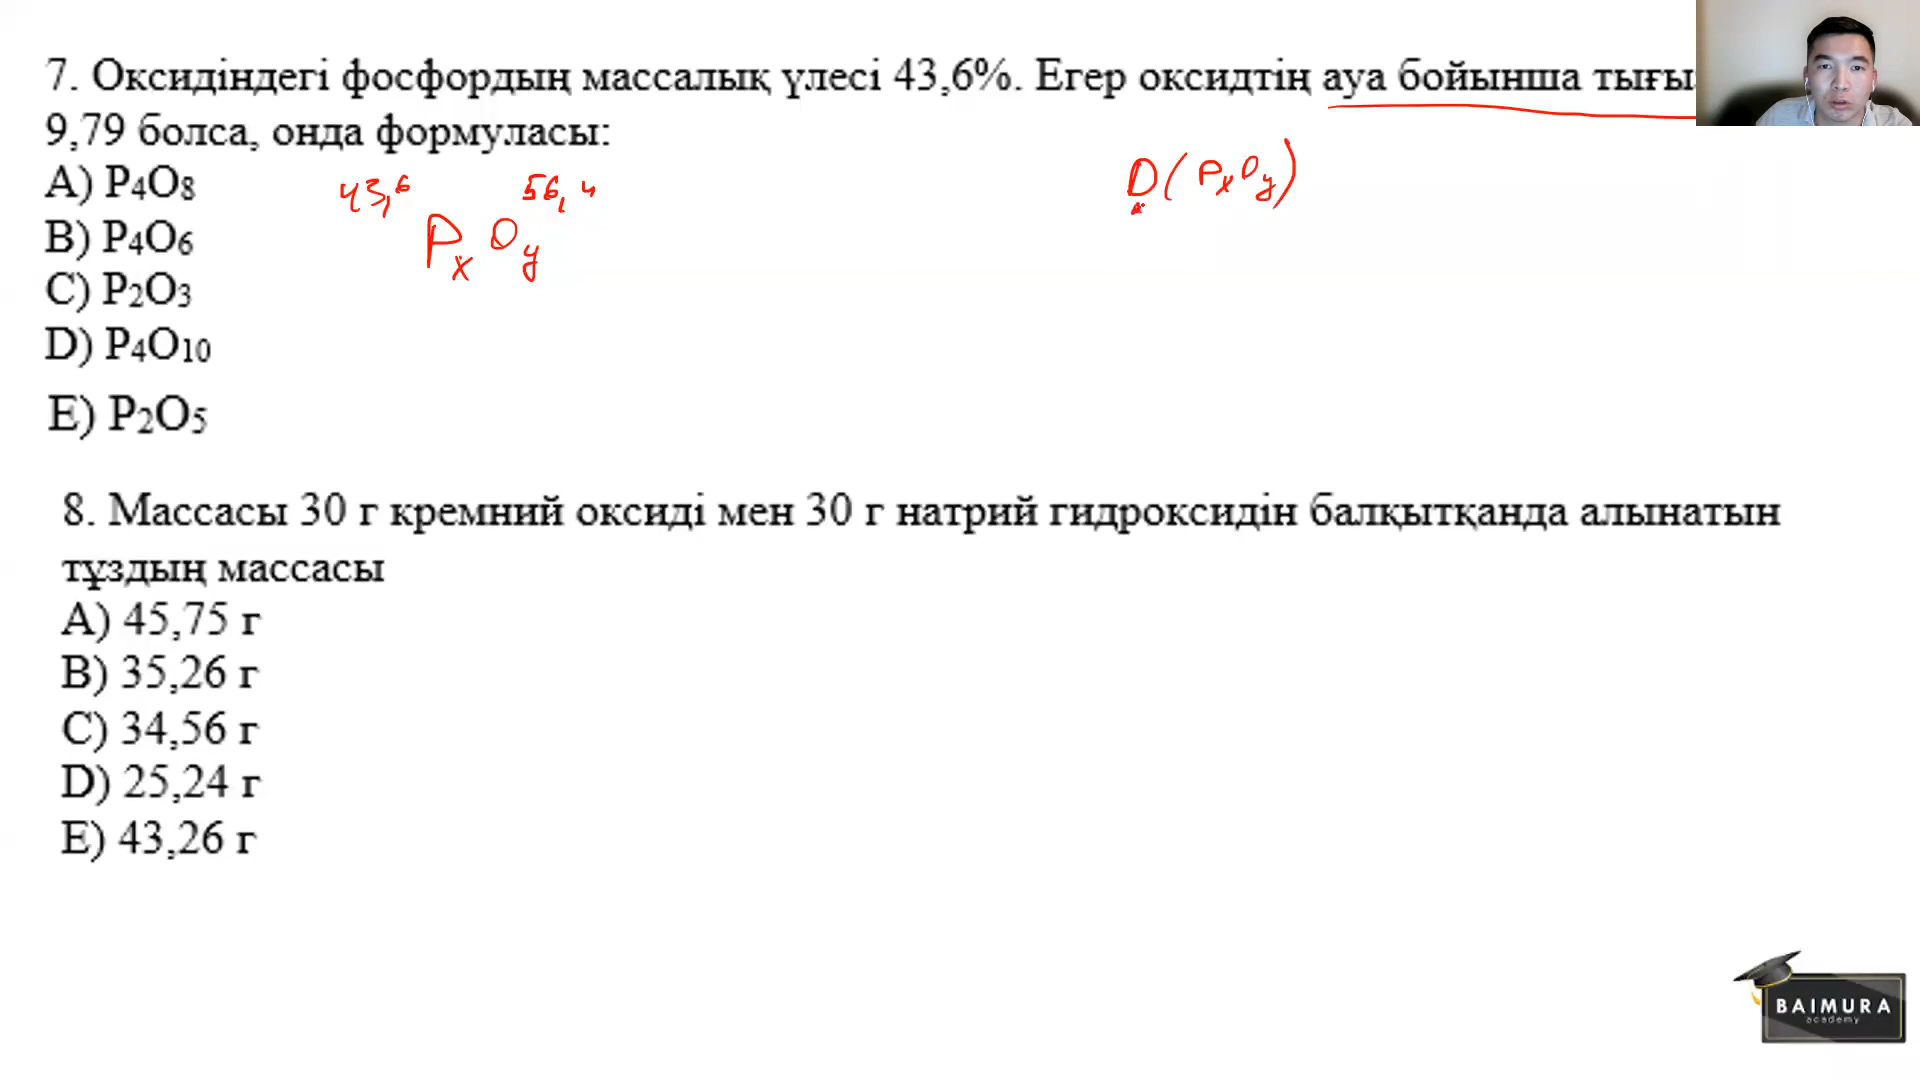 7. Оксидіндегі фосфордың массалық үлесі 43,6%. Егер оксидтің ауа бойынша
9,79 болса, онда формуласы:
A) P4O8
B) P4O6
C) P2O3
D) P4O10
E) P2O5
43,6 56,4
PxOy
D(PxOy)
8. Массасы 30 г кремний оксиді мен 30 г натрий гидроксидін балқытқанда алынатын
тұздың массасы
A) 45,75 г
B) 35,26 г
C) 34,56 г
D) 25,24 г
E) 43,26 г
BAIMURA
academy